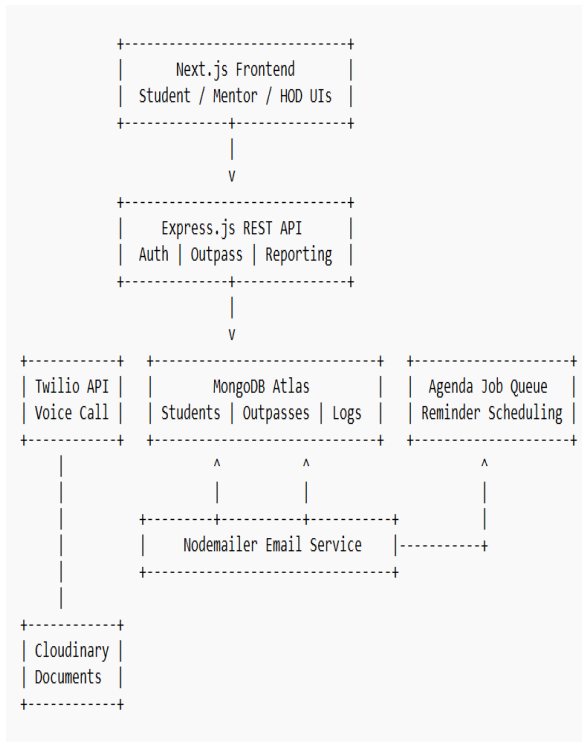 Next.js Frontend
Student / Mentor / HOD UIs
Express.js REST API
Auth | Outpass | Reporting
Twilio API
Voice Call
MongoDB Atlas
Students | Outpasses | Logs
Agenda Job Queue
Reminder Scheduling
Nodemailer Email Service
Cloudinary
Documents